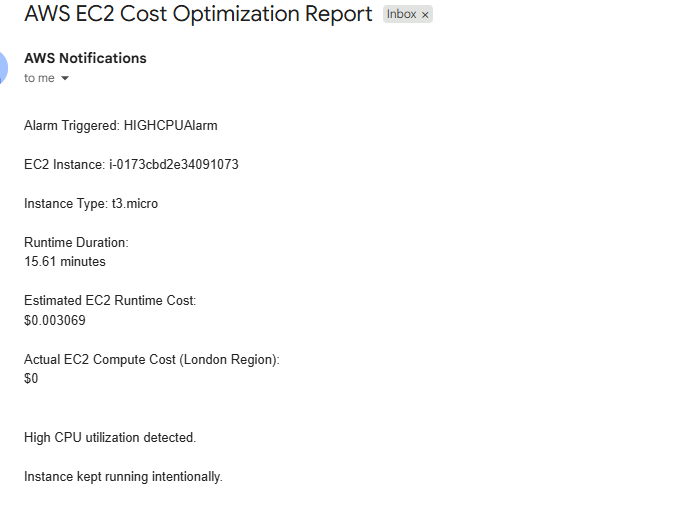 AWS EC2 Cost Optimization Report Inbox x
AWS Notifications
to me
Alarm Triggered: HIGHCPUAlarm
EC2 Instance: i-0173cbd2e34091073
Instance Type: t3.micro
Runtime Duration:
15.61 minutes
Estimated EC2 Runtime Cost:
$0.003069
Actual EC2 Compute Cost (London Region):
$0
High CPU utilization detected.
Instance kept running intentionally.